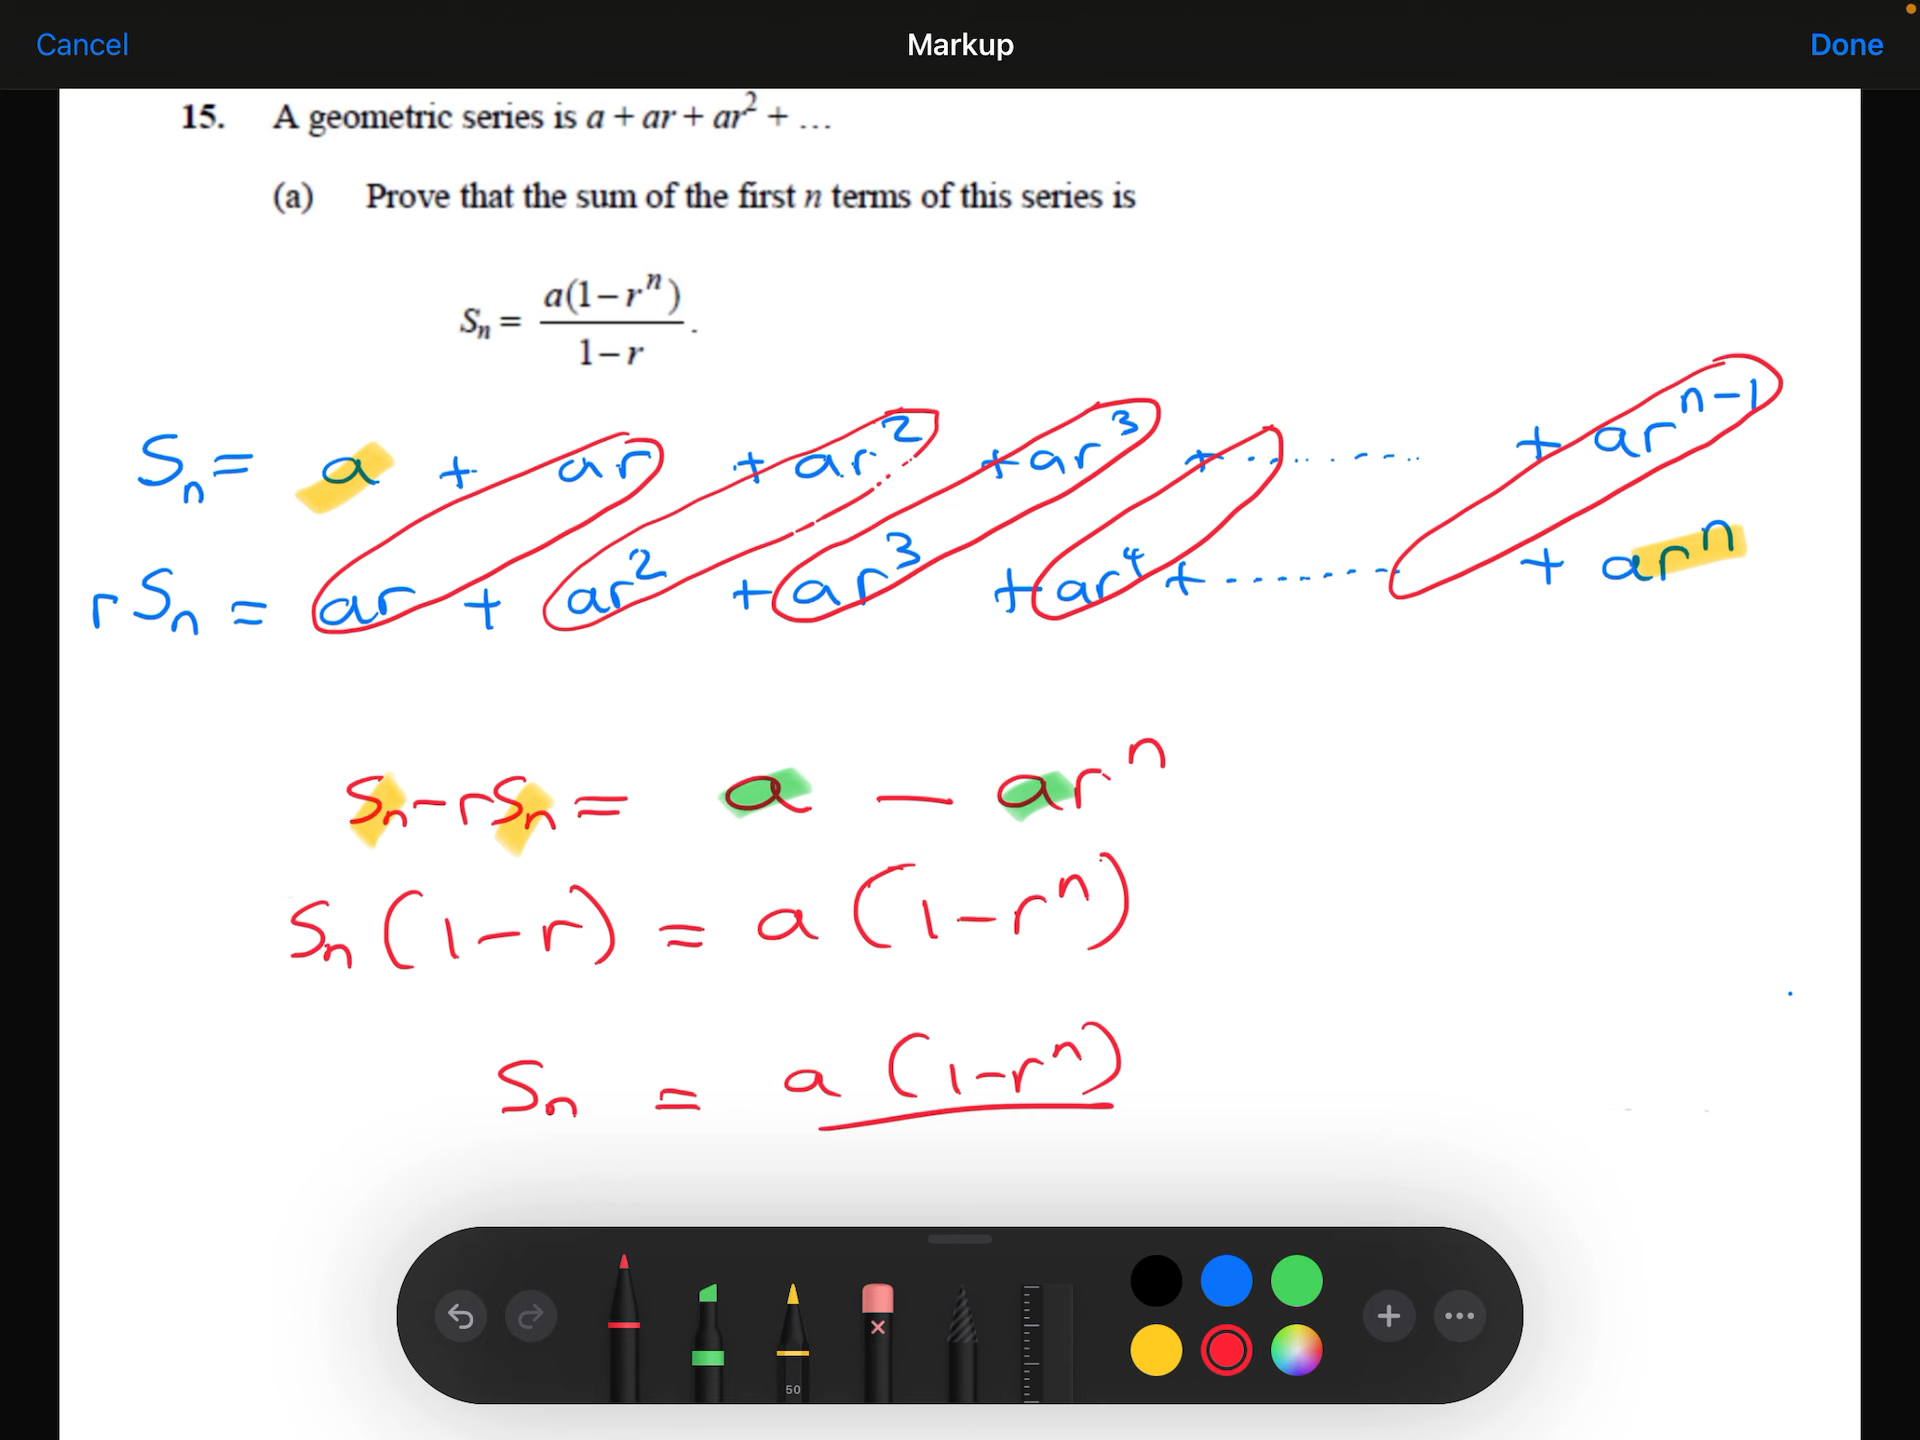 Cancel Markup Done
15. A geometric series is a + ar + ar² + ...
(a) Prove that the sum of the first n terms of this series is
Sₙ = a(1 – rⁿ) / 1 – r .
Sₙ = a + ar + ar² + ar³ + ......... + arⁿ⁻¹
rSₙ = ar + ar² + ar³ + ar⁴ + ......... + arⁿ
Sₙ – rSₙ = a – arⁿ
Sₙ (1 – r) = a (1 – rⁿ)
Sₙ = a (1 – rⁿ)
50